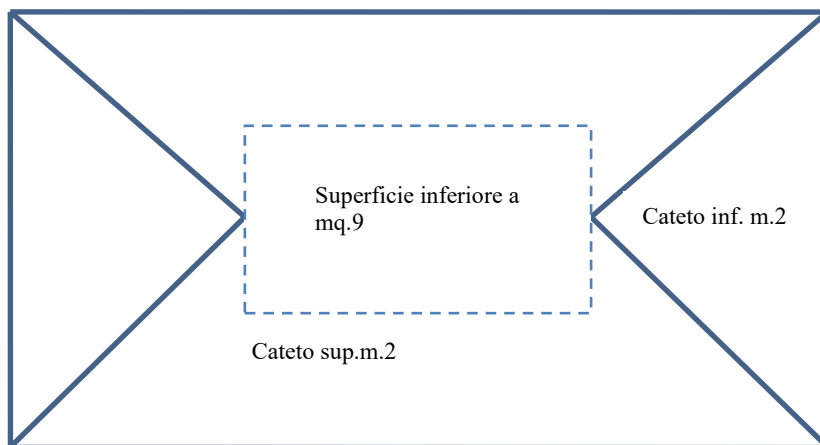 Superficie inferiore a
mq.9
Cateto inf. m.2
Cateto sup.m.2